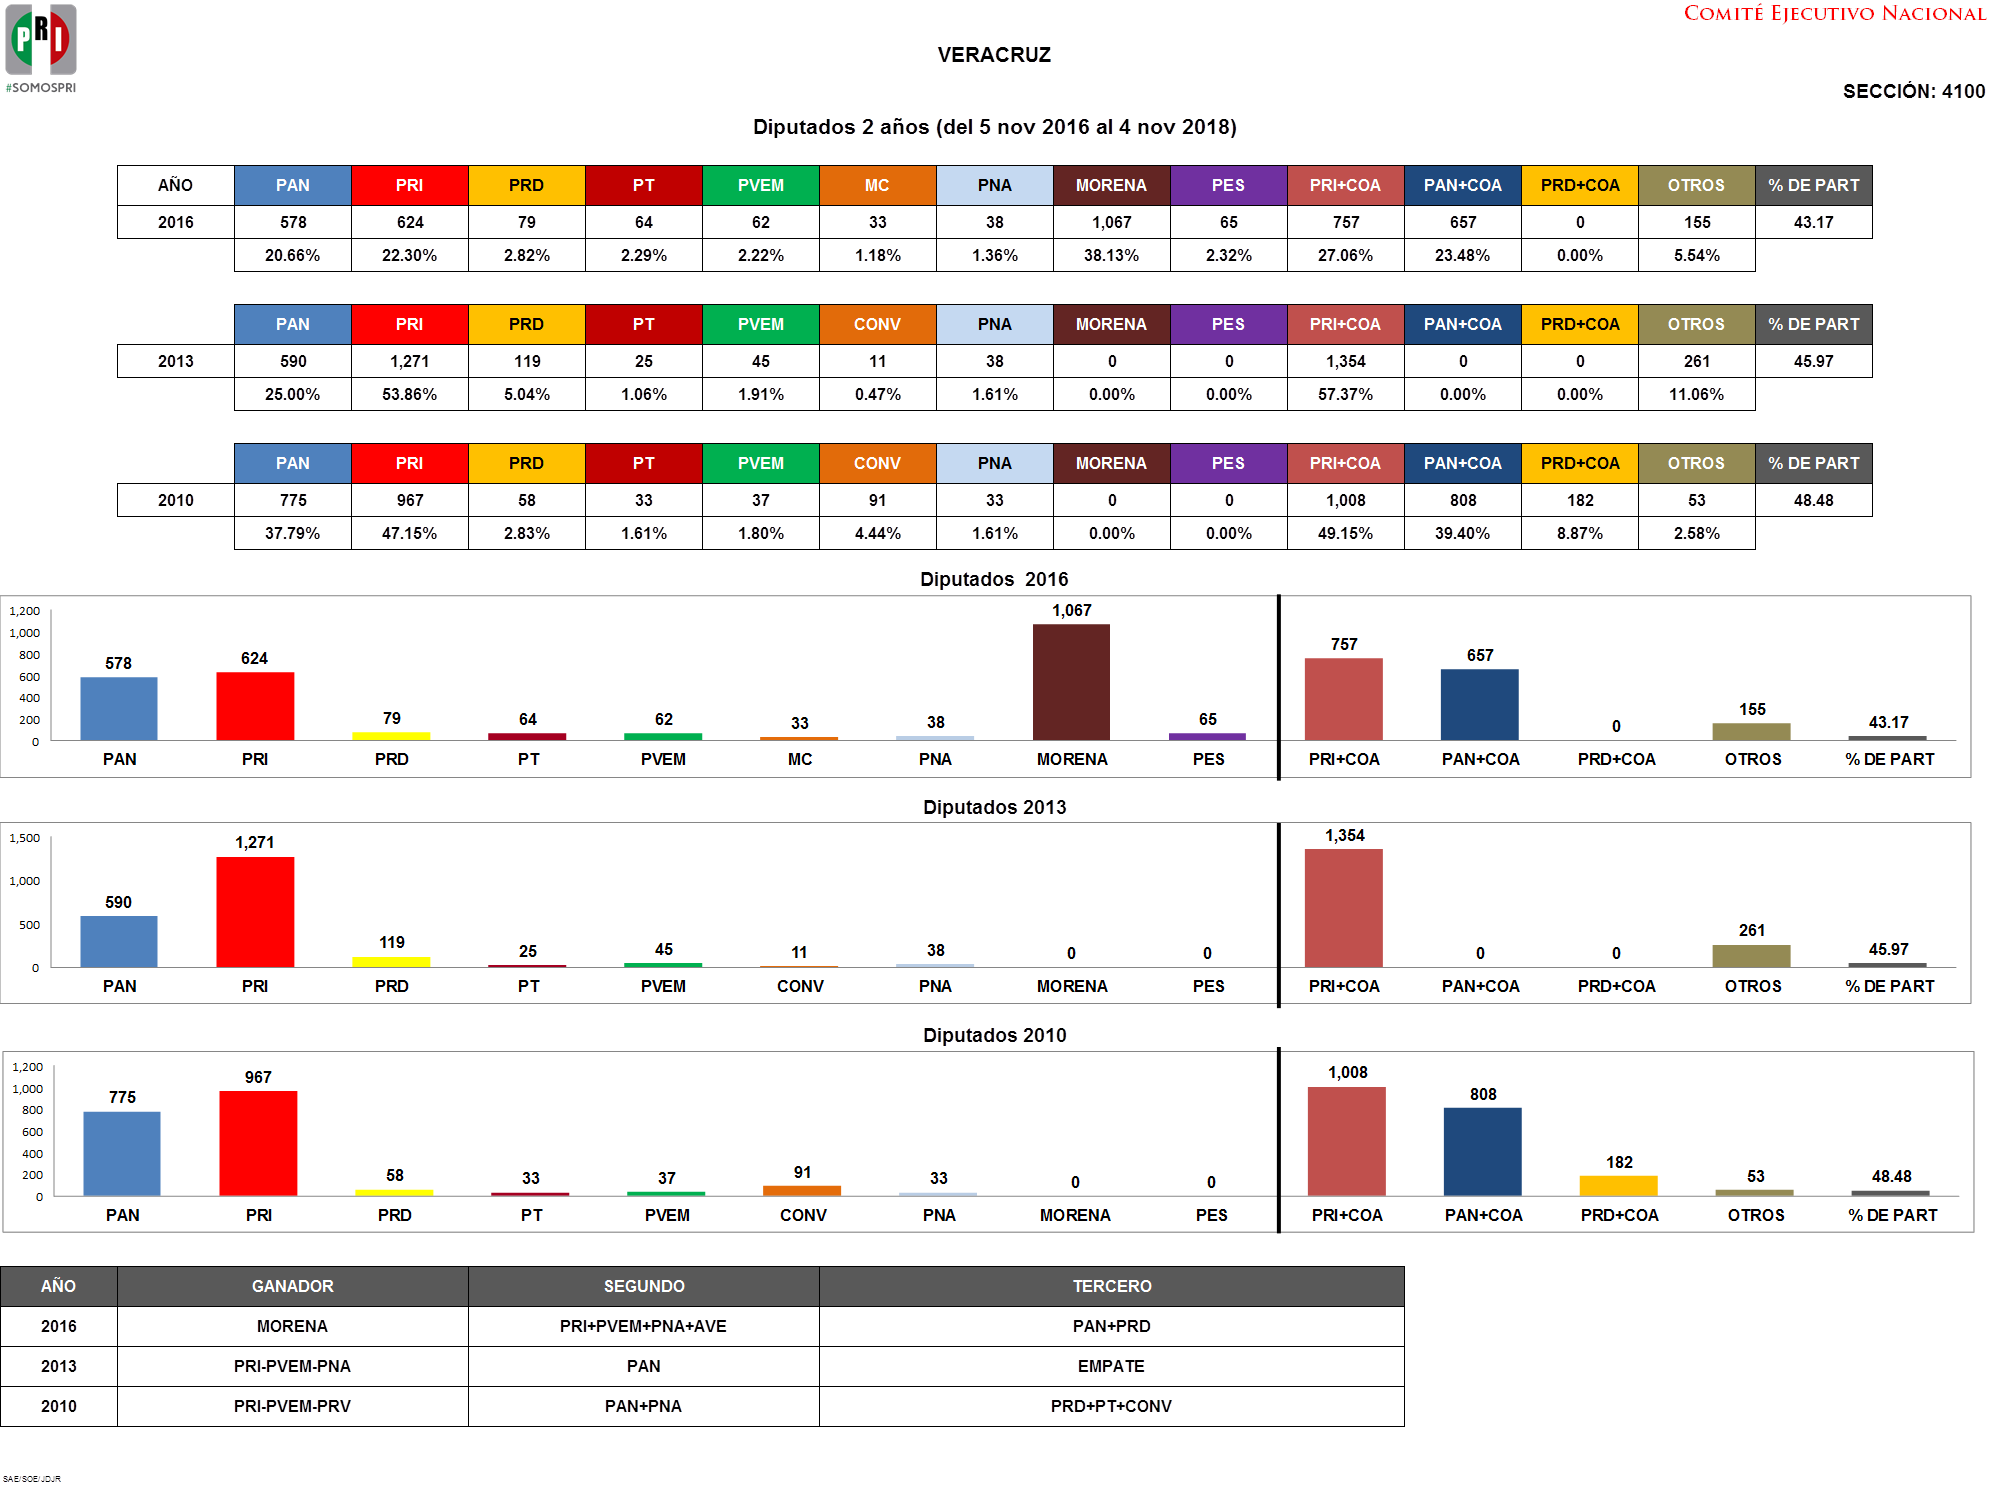 COMITÉ EJECUTIVO NACIONAL
PRI
#SOMOSPRI
VERACRUZ
SECCIÓN: 4100
Diputados 2 años (del 5 nov 2016 al 4 nov 2018)
AÑO PAN PRI PRD PT PVEM MC PNA MORENA PES PRI+COA PAN+COA PRD+COA OTROS % DE PART
2016 578 624 79 64 62 33 38 1,067 65 757 657 0 155 43.17
20.66% 22.30% 2.82% 2.29% 2.22% 1.18% 1.36% 38.13% 2.32% 27.06% 23.48% 0.00% 5.54%
PAN PRI PRD PT PVEM CONV PNA MORENA PES PRI+COA PAN+COA PRD+COA OTROS % DE PART
2013 590 1,271 119 25 45 11 38 0 0 1,354 0 0 261 45.97
25.00% 53.86% 5.04% 1.06% 1.91% 0.47% 1.61% 0.00% 0.00% 57.37% 0.00% 0.00% 11.06%
PAN PRI PRD PT PVEM CONV PNA MORENA PES PRI+COA PAN+COA PRD+COA OTROS % DE PART
2010 775 967 58 33 37 91 33 0 0 1,008 808 182 53 48.48
37.79% 47.15% 2.83% 1.61% 1.80% 4.44% 1.61% 0.00% 0.00% 49.15% 39.40% 8.87% 2.58%
Diputados 2016
1,200
1,000
800
600
400
200
0
578 624 79 64 62 33 38 1,067 65 757 657 0 155 43.17
PAN PRI PRD PT PVEM MC PNA MORENA PES PRI+COA PAN+COA PRD+COA OTROS % DE PART
Diputados 2013
1,500
1,000
500
0
590 1,271 119 25 45 11 38 0 0 1,354 0 0 261 45.97
PAN PRI PRD PT PVEM CONV PNA MORENA PES PRI+COA PAN+COA PRD+COA OTROS % DE PART
Diputados 2010
1,200
1,000
800
600
400
200
0
775 967 58 33 37 91 33 0 0 1,008 808 182 53 48.48
PAN PRI PRD PT PVEM CONV PNA MORENA PES PRI+COA PAN+COA PRD+COA OTROS % DE PART
AÑO GANADOR SEGUNDO TERCERO
2016 MORENA PRI+PVEM+PNA+AVE PAN+PRD
2013 PRI-PVEM-PNA PAN EMPATE
2010 PRI-PVEM-PRV PAN+PNA PRD+PT+CONV
SAE/SOE/JDJR